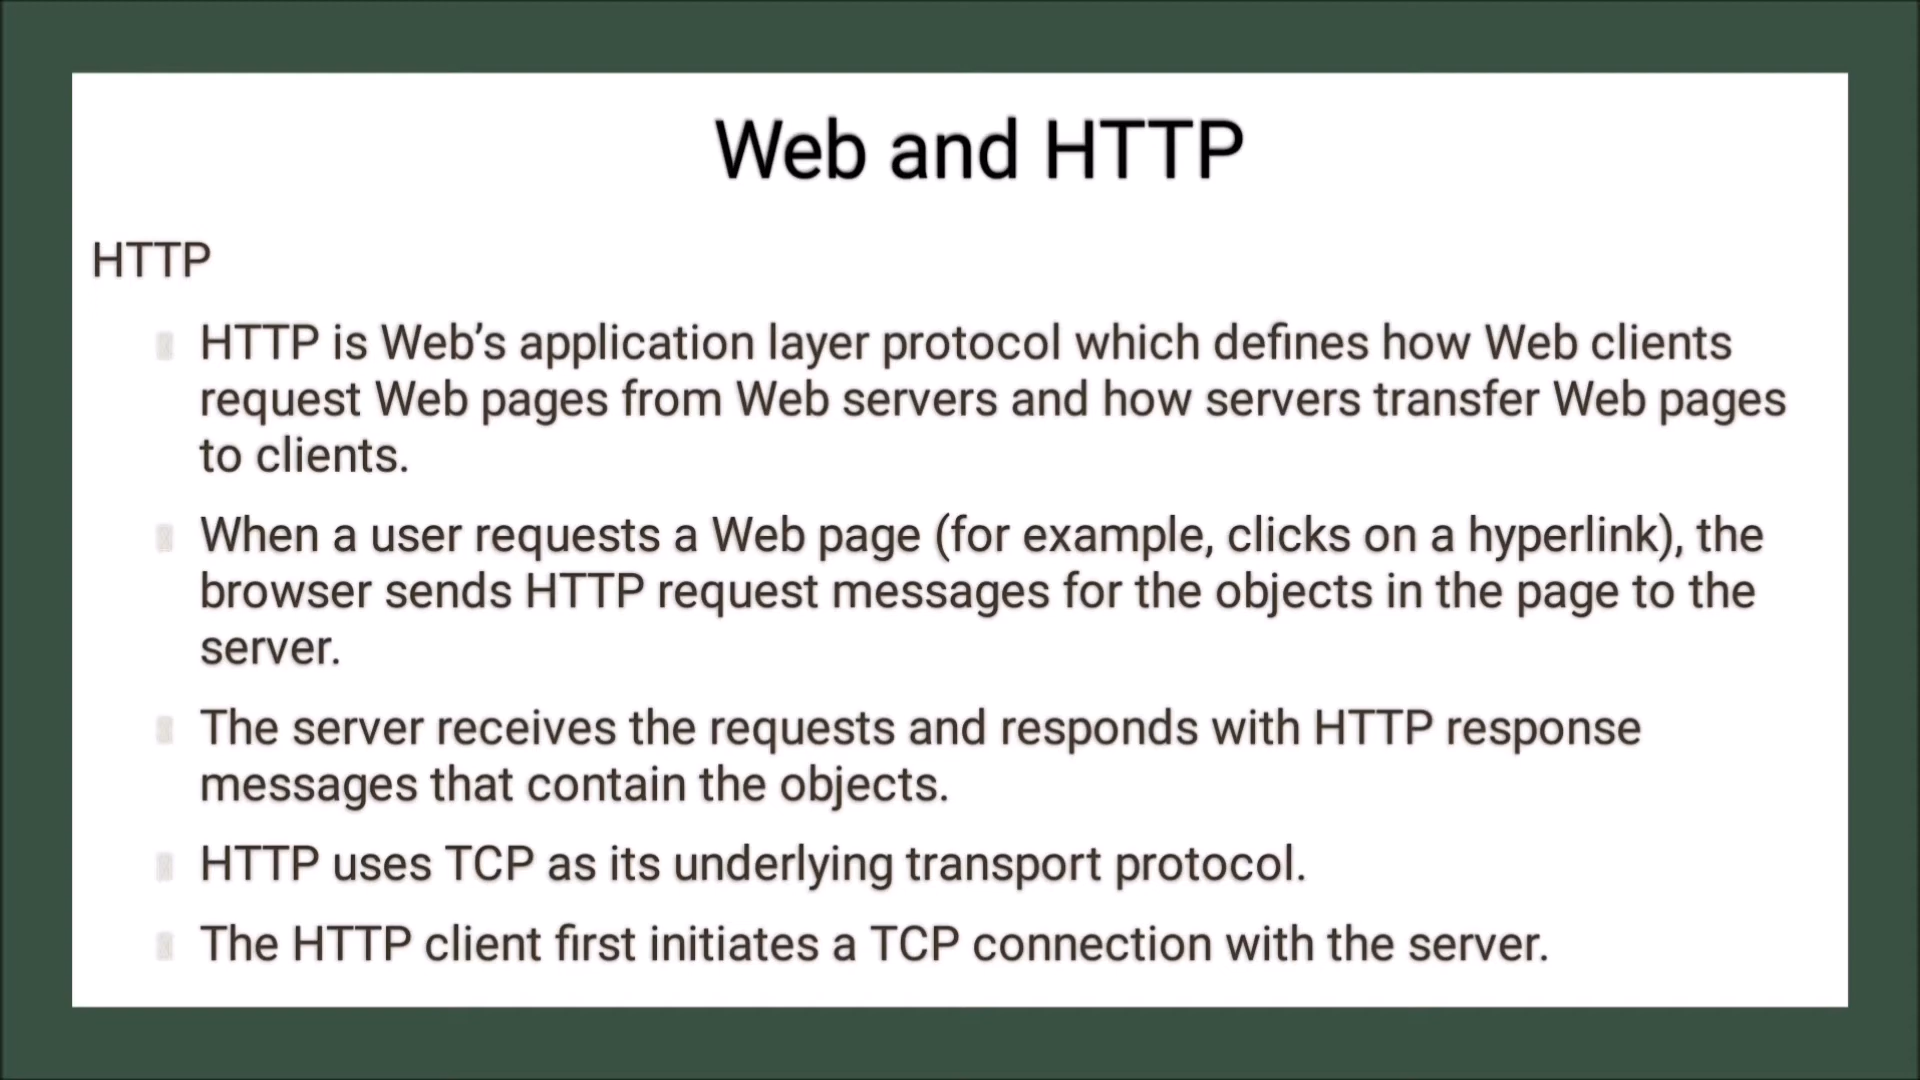 Web and HTTP
HTTP
HTTP is Web’s application layer protocol which defines how Web clients
request Web pages from Web servers and how servers transfer Web pages
to clients.
When a user requests a Web page (for example, clicks on a hyperlink), the
browser sends HTTP request messages for the objects in the page to the
server.
The server receives the requests and responds with HTTP response
messages that contain the objects.
HTTP uses TCP as its underlying transport protocol.
The HTTP client first initiates a TCP connection with the server.